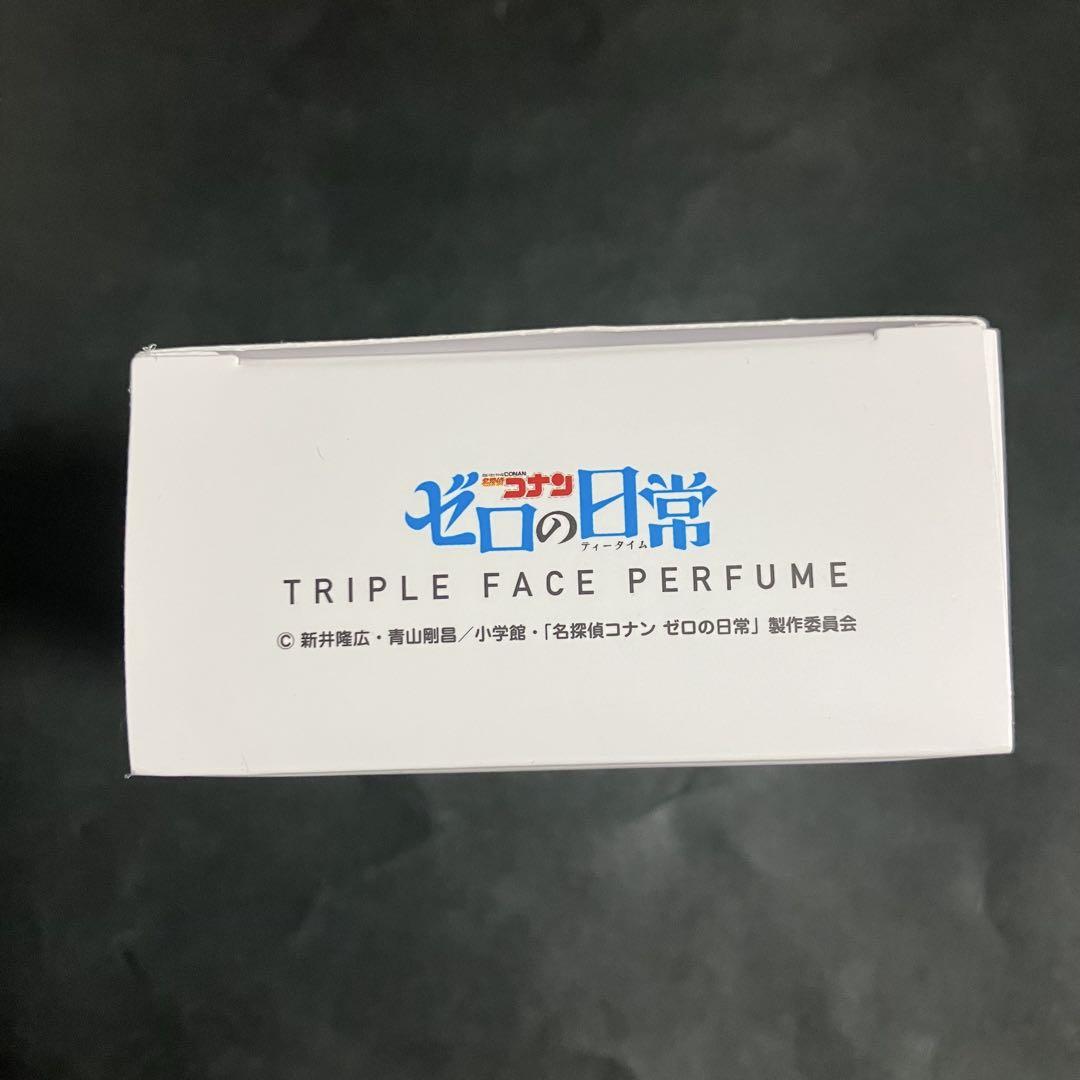 名探偵コナン
ゼロの日常
ティータイム
TRIPLE FACE PERFUME
© 新井隆広・青山剛昌／小学館・「名探偵コナン ゼロの日常」製作委員会